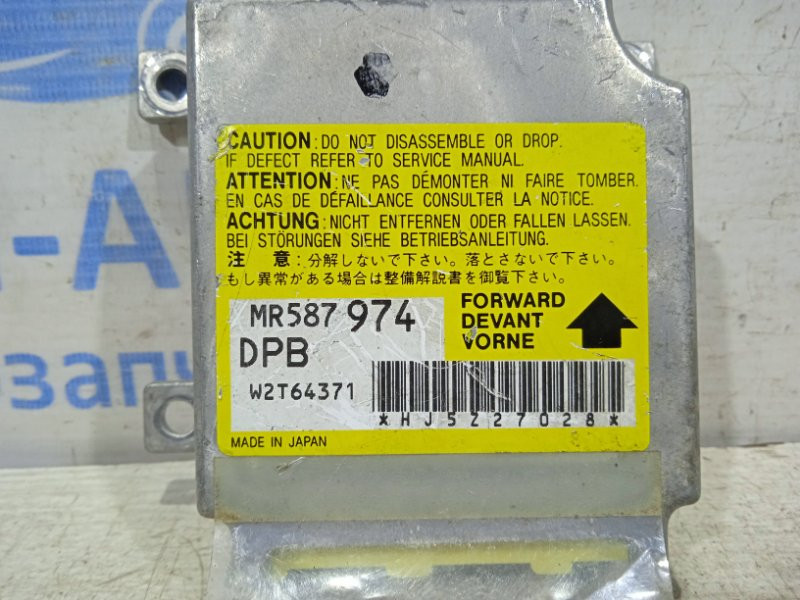 CAUTION:DO NOT DISASSEMBLE OR DROP.
IF DEFECT REFER TO SERVICE MANUAL.
ATTENTION:NE PAS DÉMONTER NI FAIRE TOMBER.
EN CAS DE DÉFAILLANCE CONSULTER LA NOTICE.
ACHTUNG:NICHT ENTFERNEN ODER FALLEN LASSEN.
BEI STÖRUNGEN SIEHE BETRIEBSANLEITUNG.
注 意:分解しないで下さい。落とさないで下さい。
もし異常がある場合は整備解説書を御覧下さい。
MR587 974
DPB
W2T64371
FORWARD
DEVANT
VORNE
*HJ5Z27028*
MADE IN JAPAN